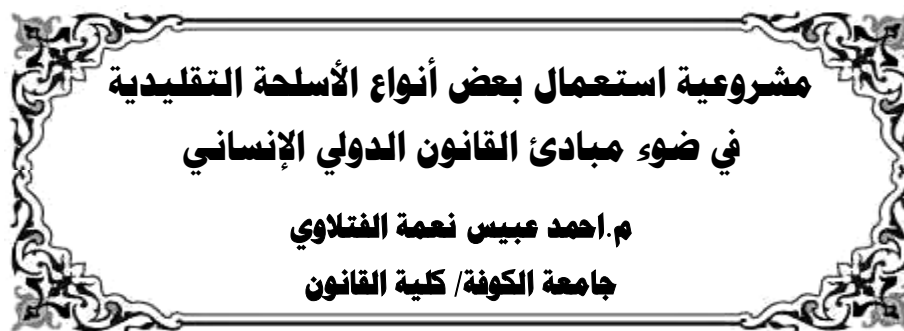 مشروعية استعمال بعض أنواع الأسلحة التقليدية
في ضوء مبادئ القانون الدولي الإنساني
م.احمد عبيس نعمة الفتلاوي
جامعة الكوفة/ كلية القانون